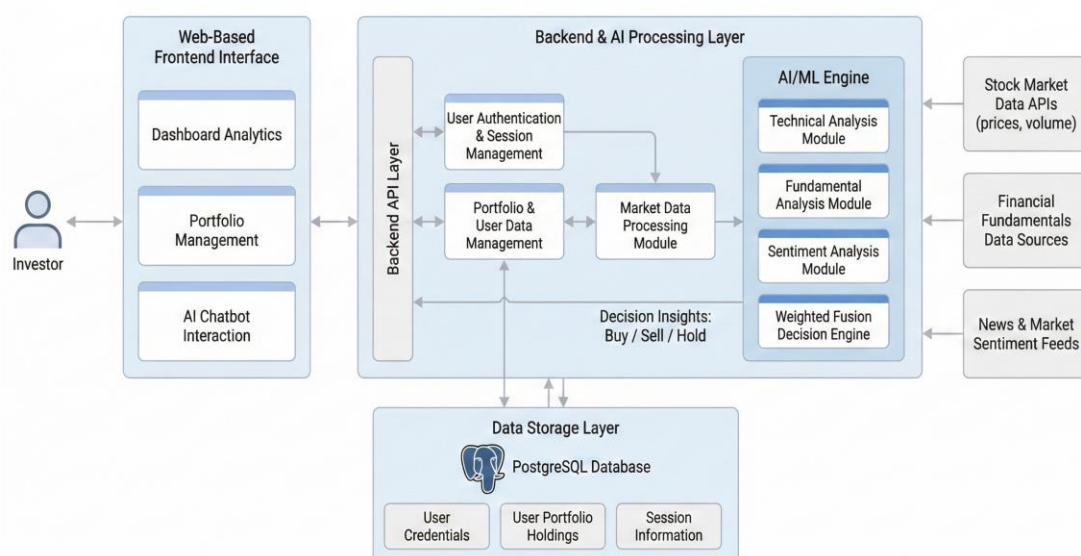 Web-Based
Frontend Interface
Dashboard Analytics
Portfolio
Management
AI Chatbot
Interaction
Investor
Backend & AI Processing Layer
Backend API Layer
User Authentication
& Session
Management
Portfolio &
User Data
Management
Market Data
Processing
Module
Decision Insights:
Buy / Sell / Hold
AI/ML Engine
Technical Analysis
Module
Fundamental
Analysis Module
Sentiment Analysis
Module
Weighted Fusion
Decision Engine
Stock Market
Data APIs
(prices, volume)
Financial
Fundamentals
Data Sources
News & Market
Sentiment Feeds
Data Storage Layer
PostgreSQL Database
User
Credentials
User Portfolio
Holdings
Session
Information